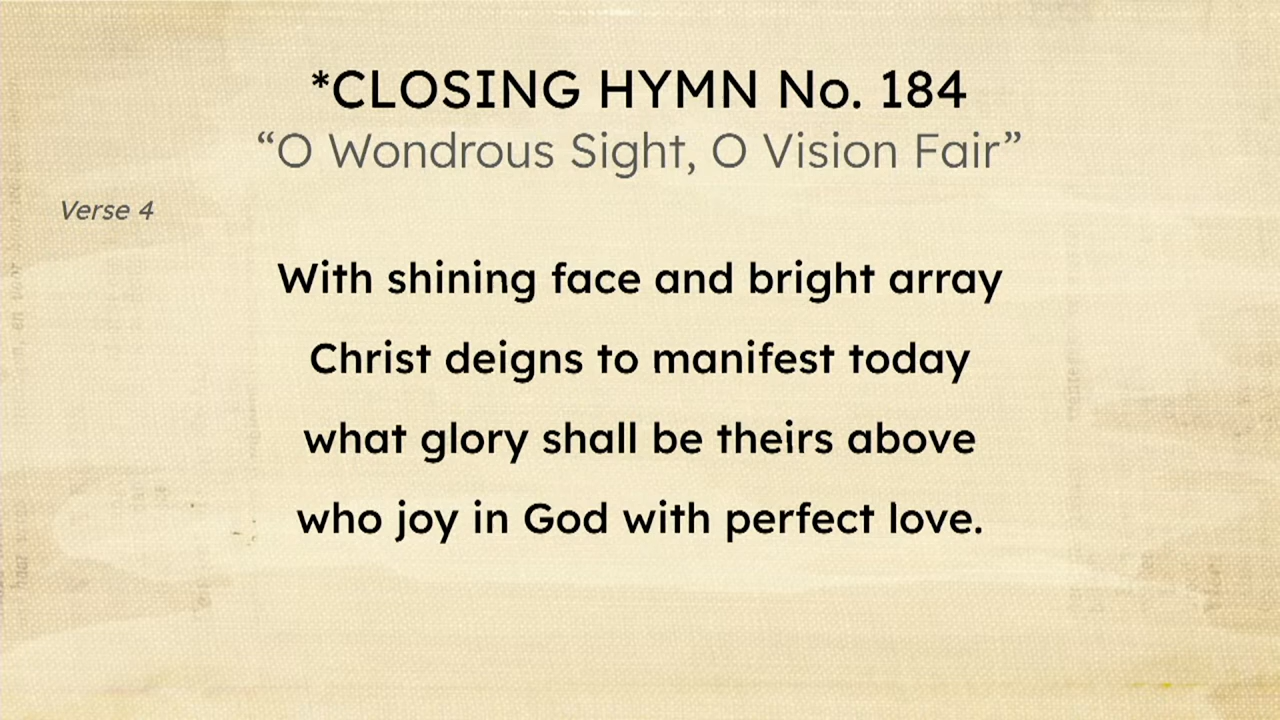 *CLOSING HYMN No. 184
“O Wondrous Sight, O Vision Fair”
Verse 4
With shining face and bright array
Christ deigns to manifest today
what glory shall be theirs above
who joy in God with perfect love.